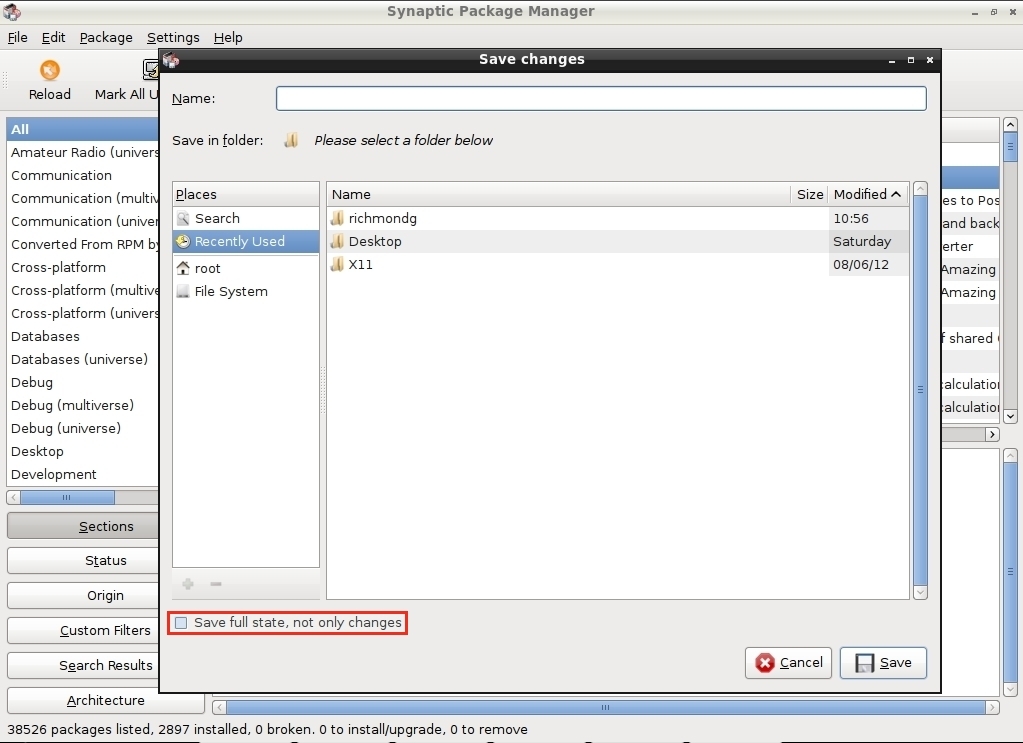 Synaptic Package Manager
File Edit Package Settings Help
Reload
Mark All U
Save changes
Name:
Save in folder: Please select a folder below
Places
Search
Recently Used
root
File System
Name Size Modified
richmondg 10:56
Desktop Saturday
X11 08/06/12
Save full state, not only changes
Cancel
Save
All
Amateur Radio (univers
Communication
Communication (multiv
Communication (univer
Converted From RPM by
Cross-platform
Cross-platform (multive
Cross-platform (univers
Databases
Databases (universe)
Debug
Debug (multiverse)
Debug (universe)
Desktop
Development
Sections
Status
Origin
Custom Filters
Search Results
Architecture
es to Pos
and back
erter
Amazing
Amazing
f shared
calculation
calculation
38526 packages listed, 2897 installed, 0 broken. 0 to install/upgrade, 0 to remove